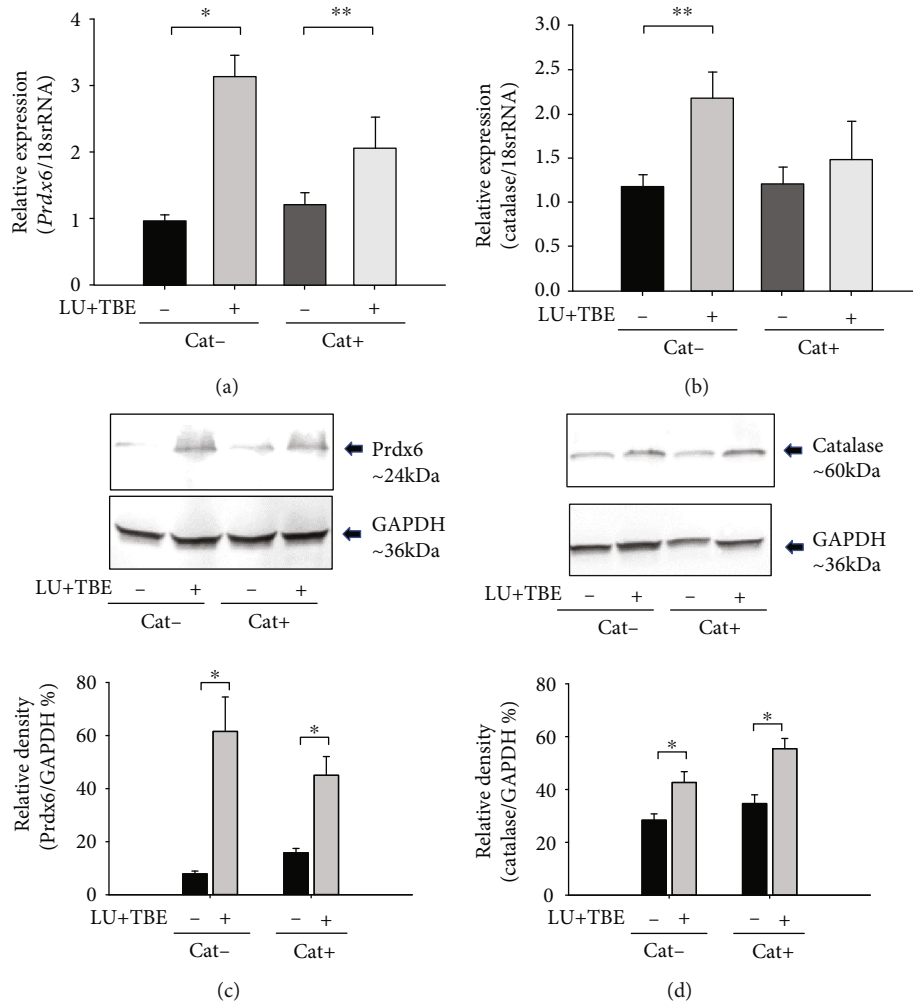 *
**
4
3
2
1
0
Relative expression
(Prdx6/18srRNA)
LU+TBE
– + – +
Cat– Cat+
(a)
**
3.0
2.5
2.0
1.5
1.0
0.5
0.0
Relative expression
(catalase/18srRNA)
LU+TBE
– + – +
Cat– Cat+
(b)
Prdx6
~24kDa
GAPDH
~36kDa
LU+TBE – + – +
Cat– Cat+
80
60
40
20
0
Relative density
(Prdx6/GAPDH %)
*
*
LU+TBE – + – +
Cat– Cat+
(c)
Catalase
~60kDa
GAPDH
~36kDa
LU+TBE – + – +
Cat– Cat+
80
60
40
20
0
Relative density
(catalase/GAPDH %)
*
*
LU+TBE – + – +
Cat– Cat+
(d)